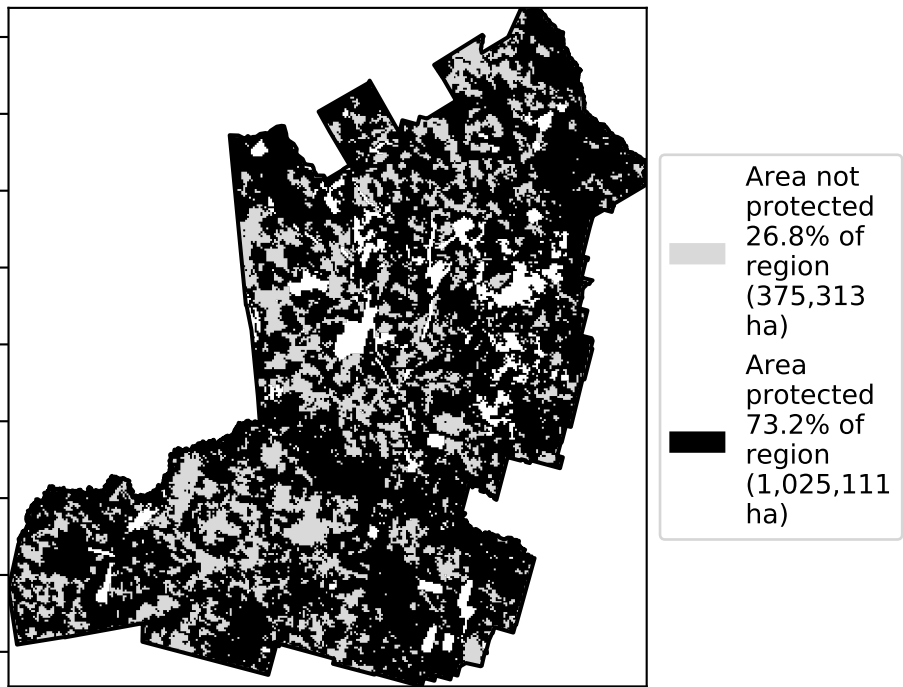 Area not
protected
26.8% of
region
(375,313
ha)
Area
protected
73.2% of
region
(1,025,111
ha)